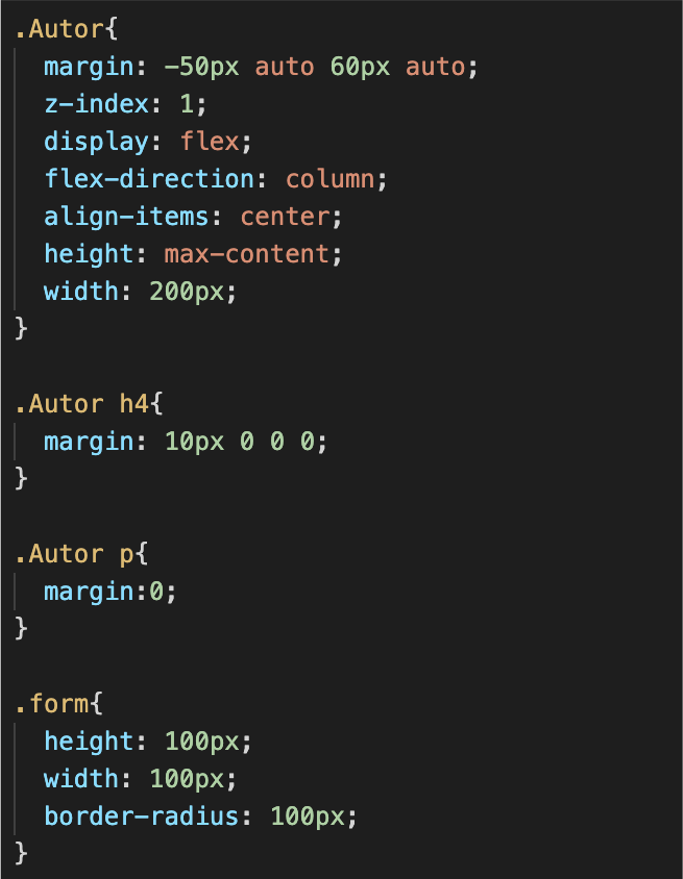 .Autor{
margin: -50px auto 60px auto;
z-index: 1;
display: flex;
flex-direction: column;
align-items: center;
height: max-content;
width: 200px;
}
.Autor h4{
margin: 10px 0 0 0;
}
.Autor p{
margin:0;
}
.form{
height: 100px;
width: 100px;
border-radius: 100px;
}